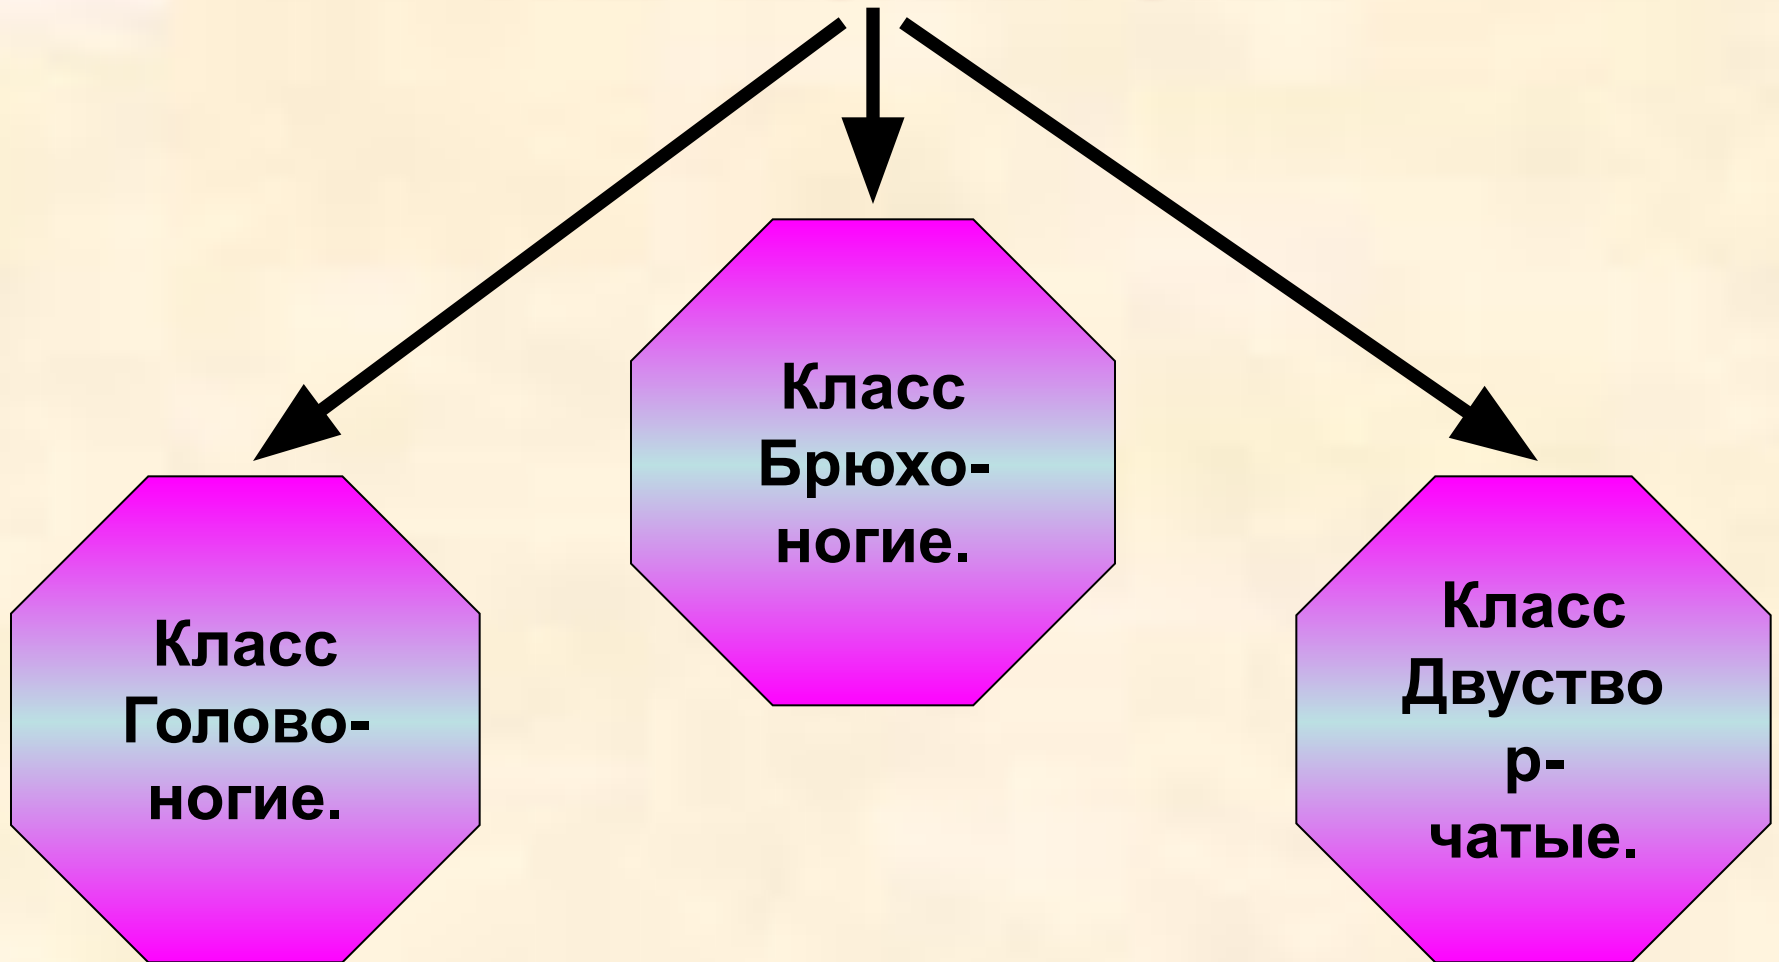 Класс
Голово-
ногие.
Класс
Брюхо-
ногие.
Класс
Двуство
р-
чатые.